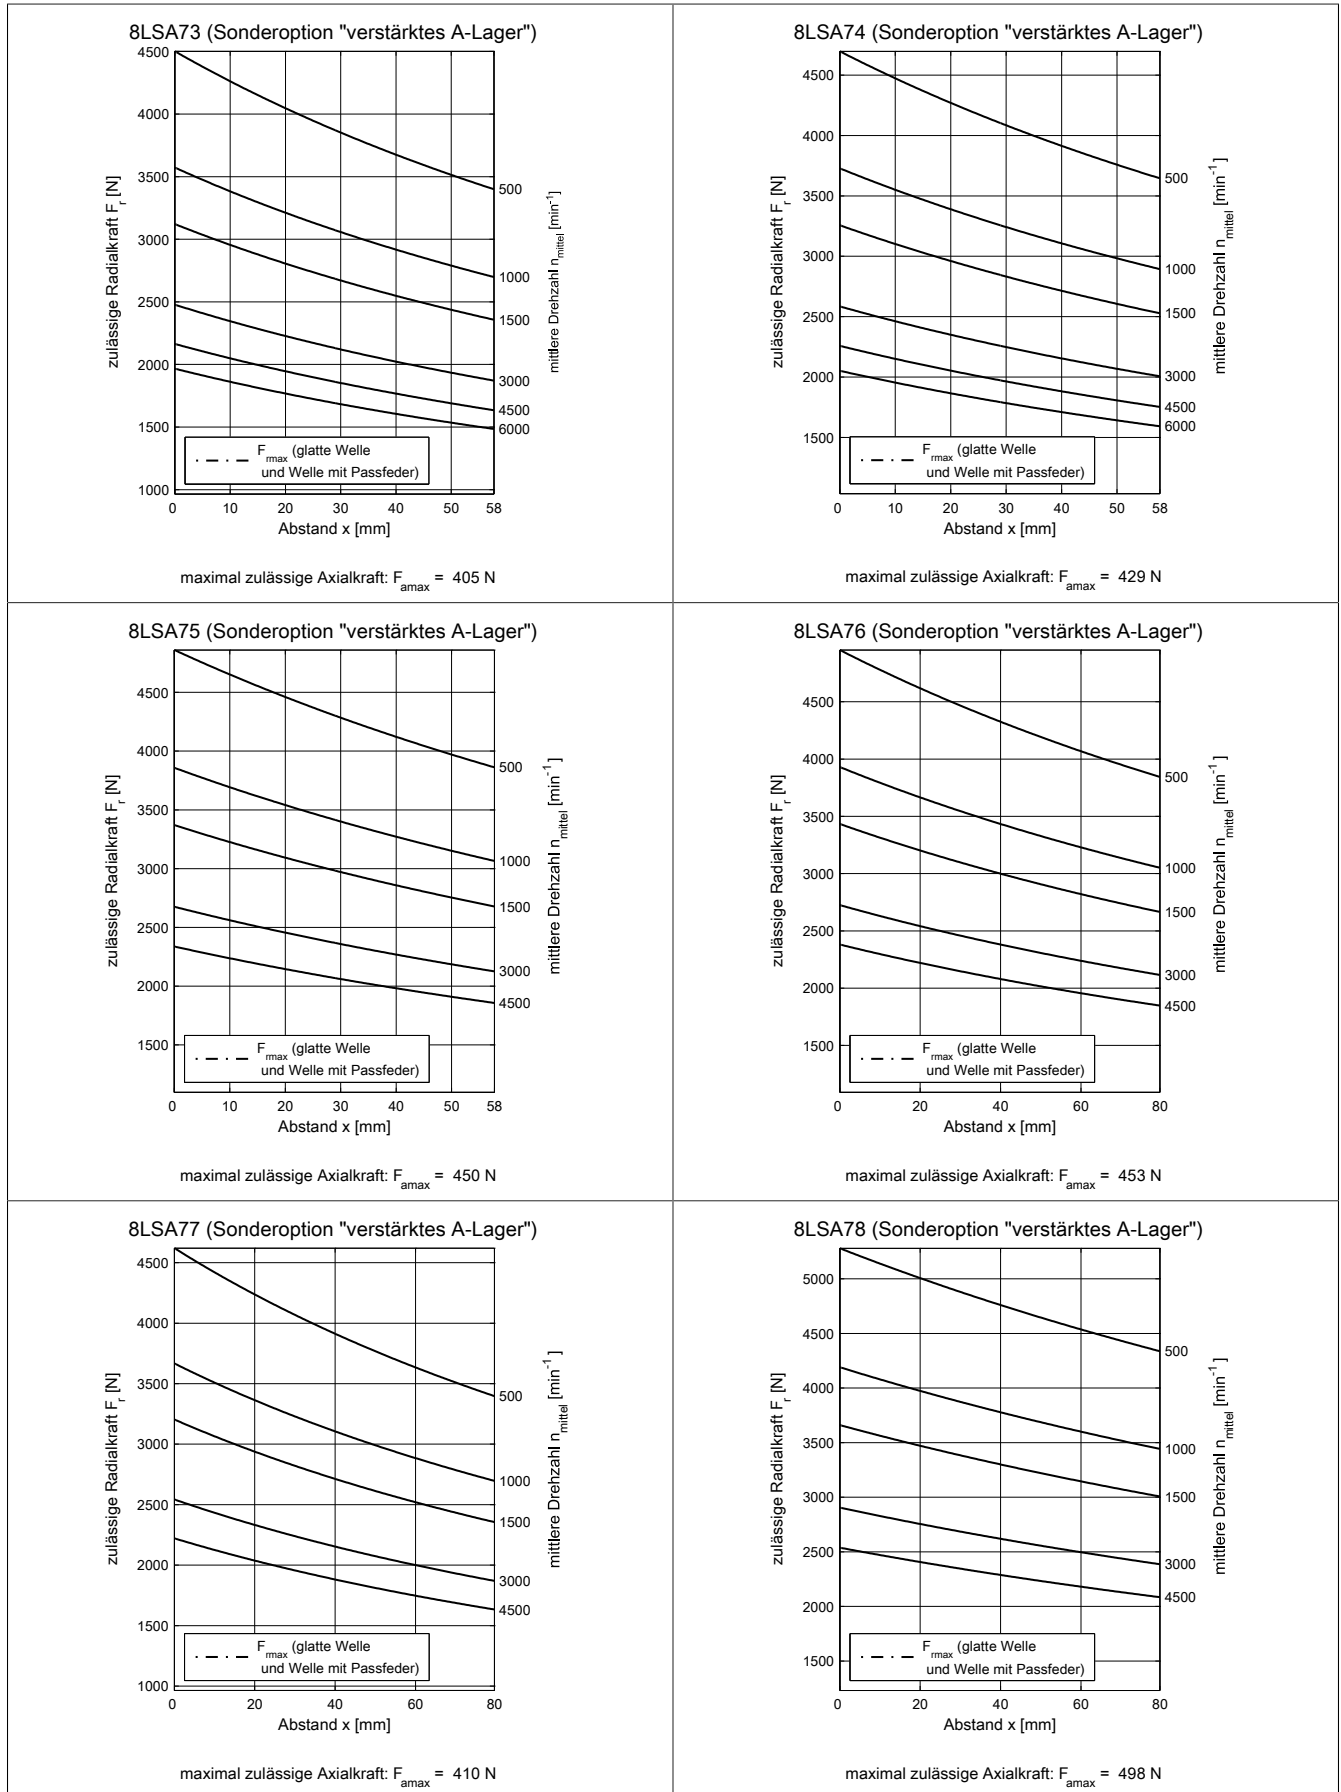 8LSA73 (Sonderoption "verstärktes A-Lager")
zulässige Radialkraft F_r [N]
4500
4000
3500
3000
2500
2000
1500
1000
500
1000
1500
3000
4500
6000
mittlere Drehzahl n_mittel [min^-1]
F_rmax (glatte Welle
und Welle mit Passfeder)
0 10 20 30 40 50 58
Abstand x [mm]
maximal zulässige Axialkraft: F_amax = 405 N
8LSA74 (Sonderoption "verstärktes A-Lager")
zulässige Radialkraft F_r [N]
4500
4000
3500
3000
2500
2000
1500
500
1000
1500
3000
4500
6000
mittlere Drehzahl n_mittel [min^-1]
F_rmax (glatte Welle
und Welle mit Passfeder)
0 10 20 30 40 50 58
Abstand x [mm]
maximal zulässige Axialkraft: F_amax = 429 N
8LSA75 (Sonderoption "verstärktes A-Lager")
zulässige Radialkraft F_r [N]
4500
4000
3500
3000
2500
2000
1500
500
1000
1500
3000
4500
mittlere Drehzahl n_mittel [min^-1]
F_rmax (glatte Welle
und Welle mit Passfeder)
0 10 20 30 40 50 58
Abstand x [mm]
maximal zulässige Axialkraft: F_amax = 450 N
8LSA76 (Sonderoption "verstärktes A-Lager")
zulässige Radialkraft F_r [N]
4500
4000
3500
3000
2500
2000
1500
500
1000
1500
3000
4500
mittlere Drehzahl n_mittel [min^-1]
F_rmax (glatte Welle
und Welle mit Passfeder)
0 20 40 60 80
Abstand x [mm]
maximal zulässige Axialkraft: F_amax = 453 N
8LSA77 (Sonderoption "verstärktes A-Lager")
zulässige Radialkraft F_r [N]
4500
4000
3500
3000
2500
2000
1500
1000
500
1000
1500
3000
4500
mittlere Drehzahl n_mittel [min^-1]
F_rmax (glatte Welle
und Welle mit Passfeder)
0 20 40 60 80
Abstand x [mm]
maximal zulässige Axialkraft: F_amax = 410 N
8LSA78 (Sonderoption "verstärktes A-Lager")
zulässige Radialkraft F_r [N]
5000
4500
4000
3500
3000
2500
2000
1500
500
1000
1500
3000
4500
mittlere Drehzahl n_mittel [min^-1]
F_rmax (glatte Welle
und Welle mit Passfeder)
0 20 40 60 80
Abstand x [mm]
maximal zulässige Axialkraft: F_amax = 498 N